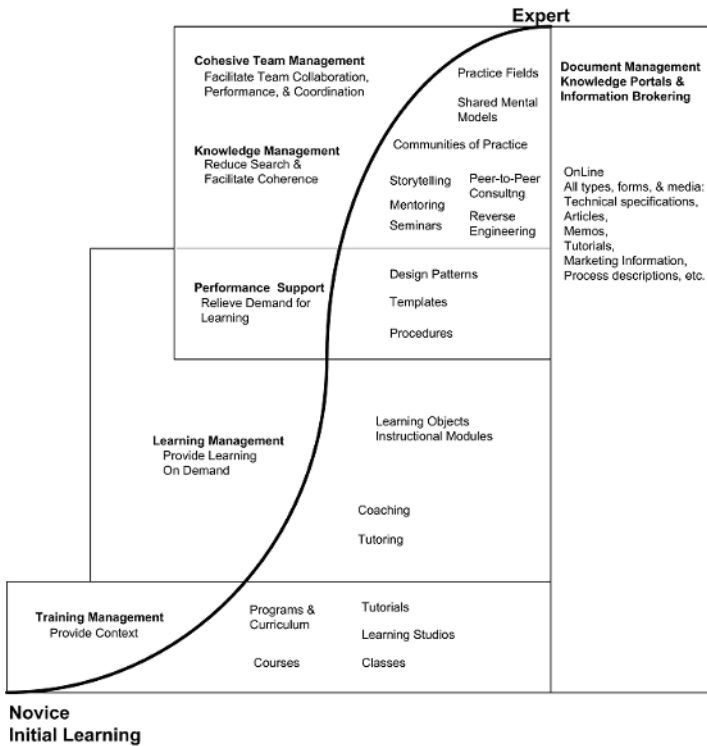 Expert
Cohesive Team Management
Facilitate Team Collaboration,
Performance, & Coordination
Practice Fields
Shared Mental
Models
Document Management
Knowledge Portals &
Information Brokering
Knowledge Management
Reduce Search &
Facilitate Coherence
Communities of Practice
Storytelling
Mentoring
Seminars
Peer-to-Peer
Consultng
Reverse
Engineering
OnLine
All types, forms, & media:
Technical specifications,
Articles,
Memos,
Tutorials,
Marketing Information,
Process descriptions, etc.
Performance Support
Relieve Demand for
Learning
Design Patterns
Templates
Procedures
Learning Management
Provide Learning
On Demand
Learning Objects
Instructional Modules
Coaching
Tutoring
Training Management
Provide Context
Programs &
Curriculum
Courses
Tutorials
Learning Studios
Classes
Novice
Initial Learning